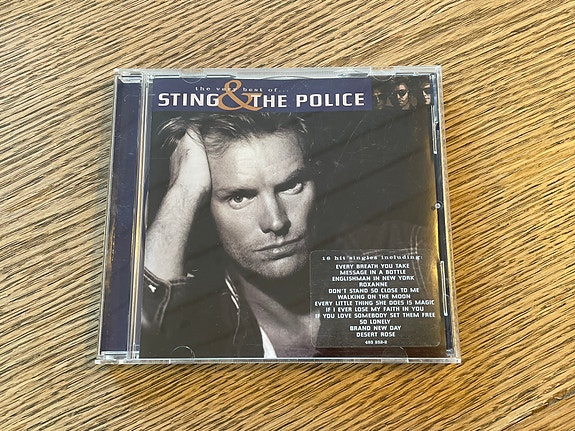 the very best of...
STING & THE POLICE
18 hit singles including:
EVERY BREATH YOU TAKE
MESSAGE IN A BOTTLE
ENGLISHMAN IN NEW YORK
ROXANNE
DON'T STAND SO CLOSE TO ME
WALKING ON THE MOON
EVERY LITTLE THING SHE DOES IS MAGIC
IF I EVER LOSE MY FAITH IN YOU
IF YOU LOVE SOMEBODY SET THEM FREE
SO LONELY
BRAND NEW DAY
DESERT ROSE